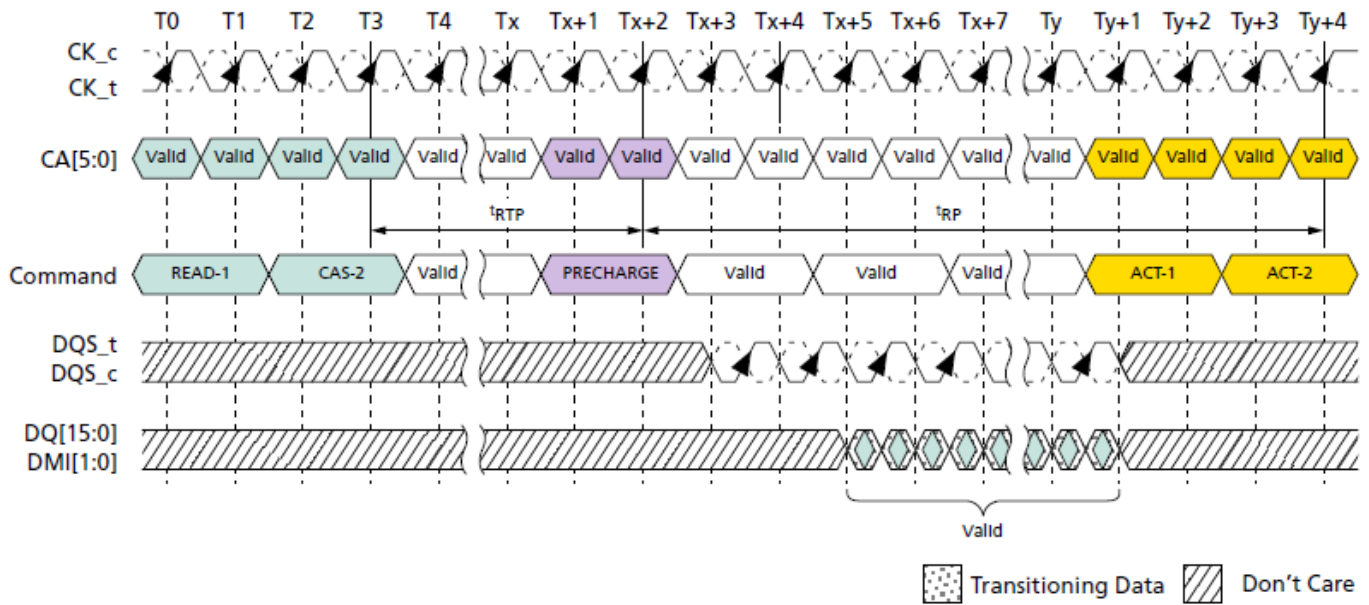 T0 T1 T2 T3 T4 Tx Tx+1 Tx+2 Tx+3 Tx+4 Tx+5 Tx+6 Tx+7 Ty Ty+1 Ty+2 Ty+3 Ty+4
CK_c
CK_t
CA[5:0] Valid Valid Valid Valid Valid Valid Valid Valid Valid Valid Valid Valid Valid Valid Valid Valid Valid Valid
tRTP tRP
Command READ-1 CAS-2 Valid PRECHARGE Valid Valid Valid ACT-1 ACT-2
DQS_t
DQS_c
DQ[15:0]
DMI[1:0]
Valid
Transitioning Data Don't Care